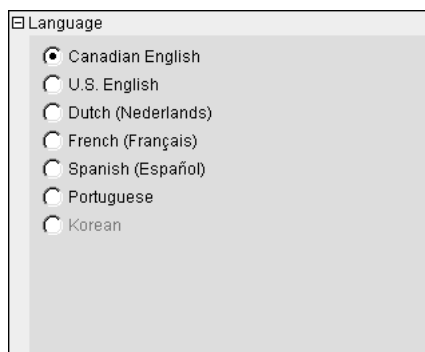 Language
Canadian English
U.S. English
Dutch (Nederlands)
French (Français)
Spanish (Español)
Portuguese
Korean